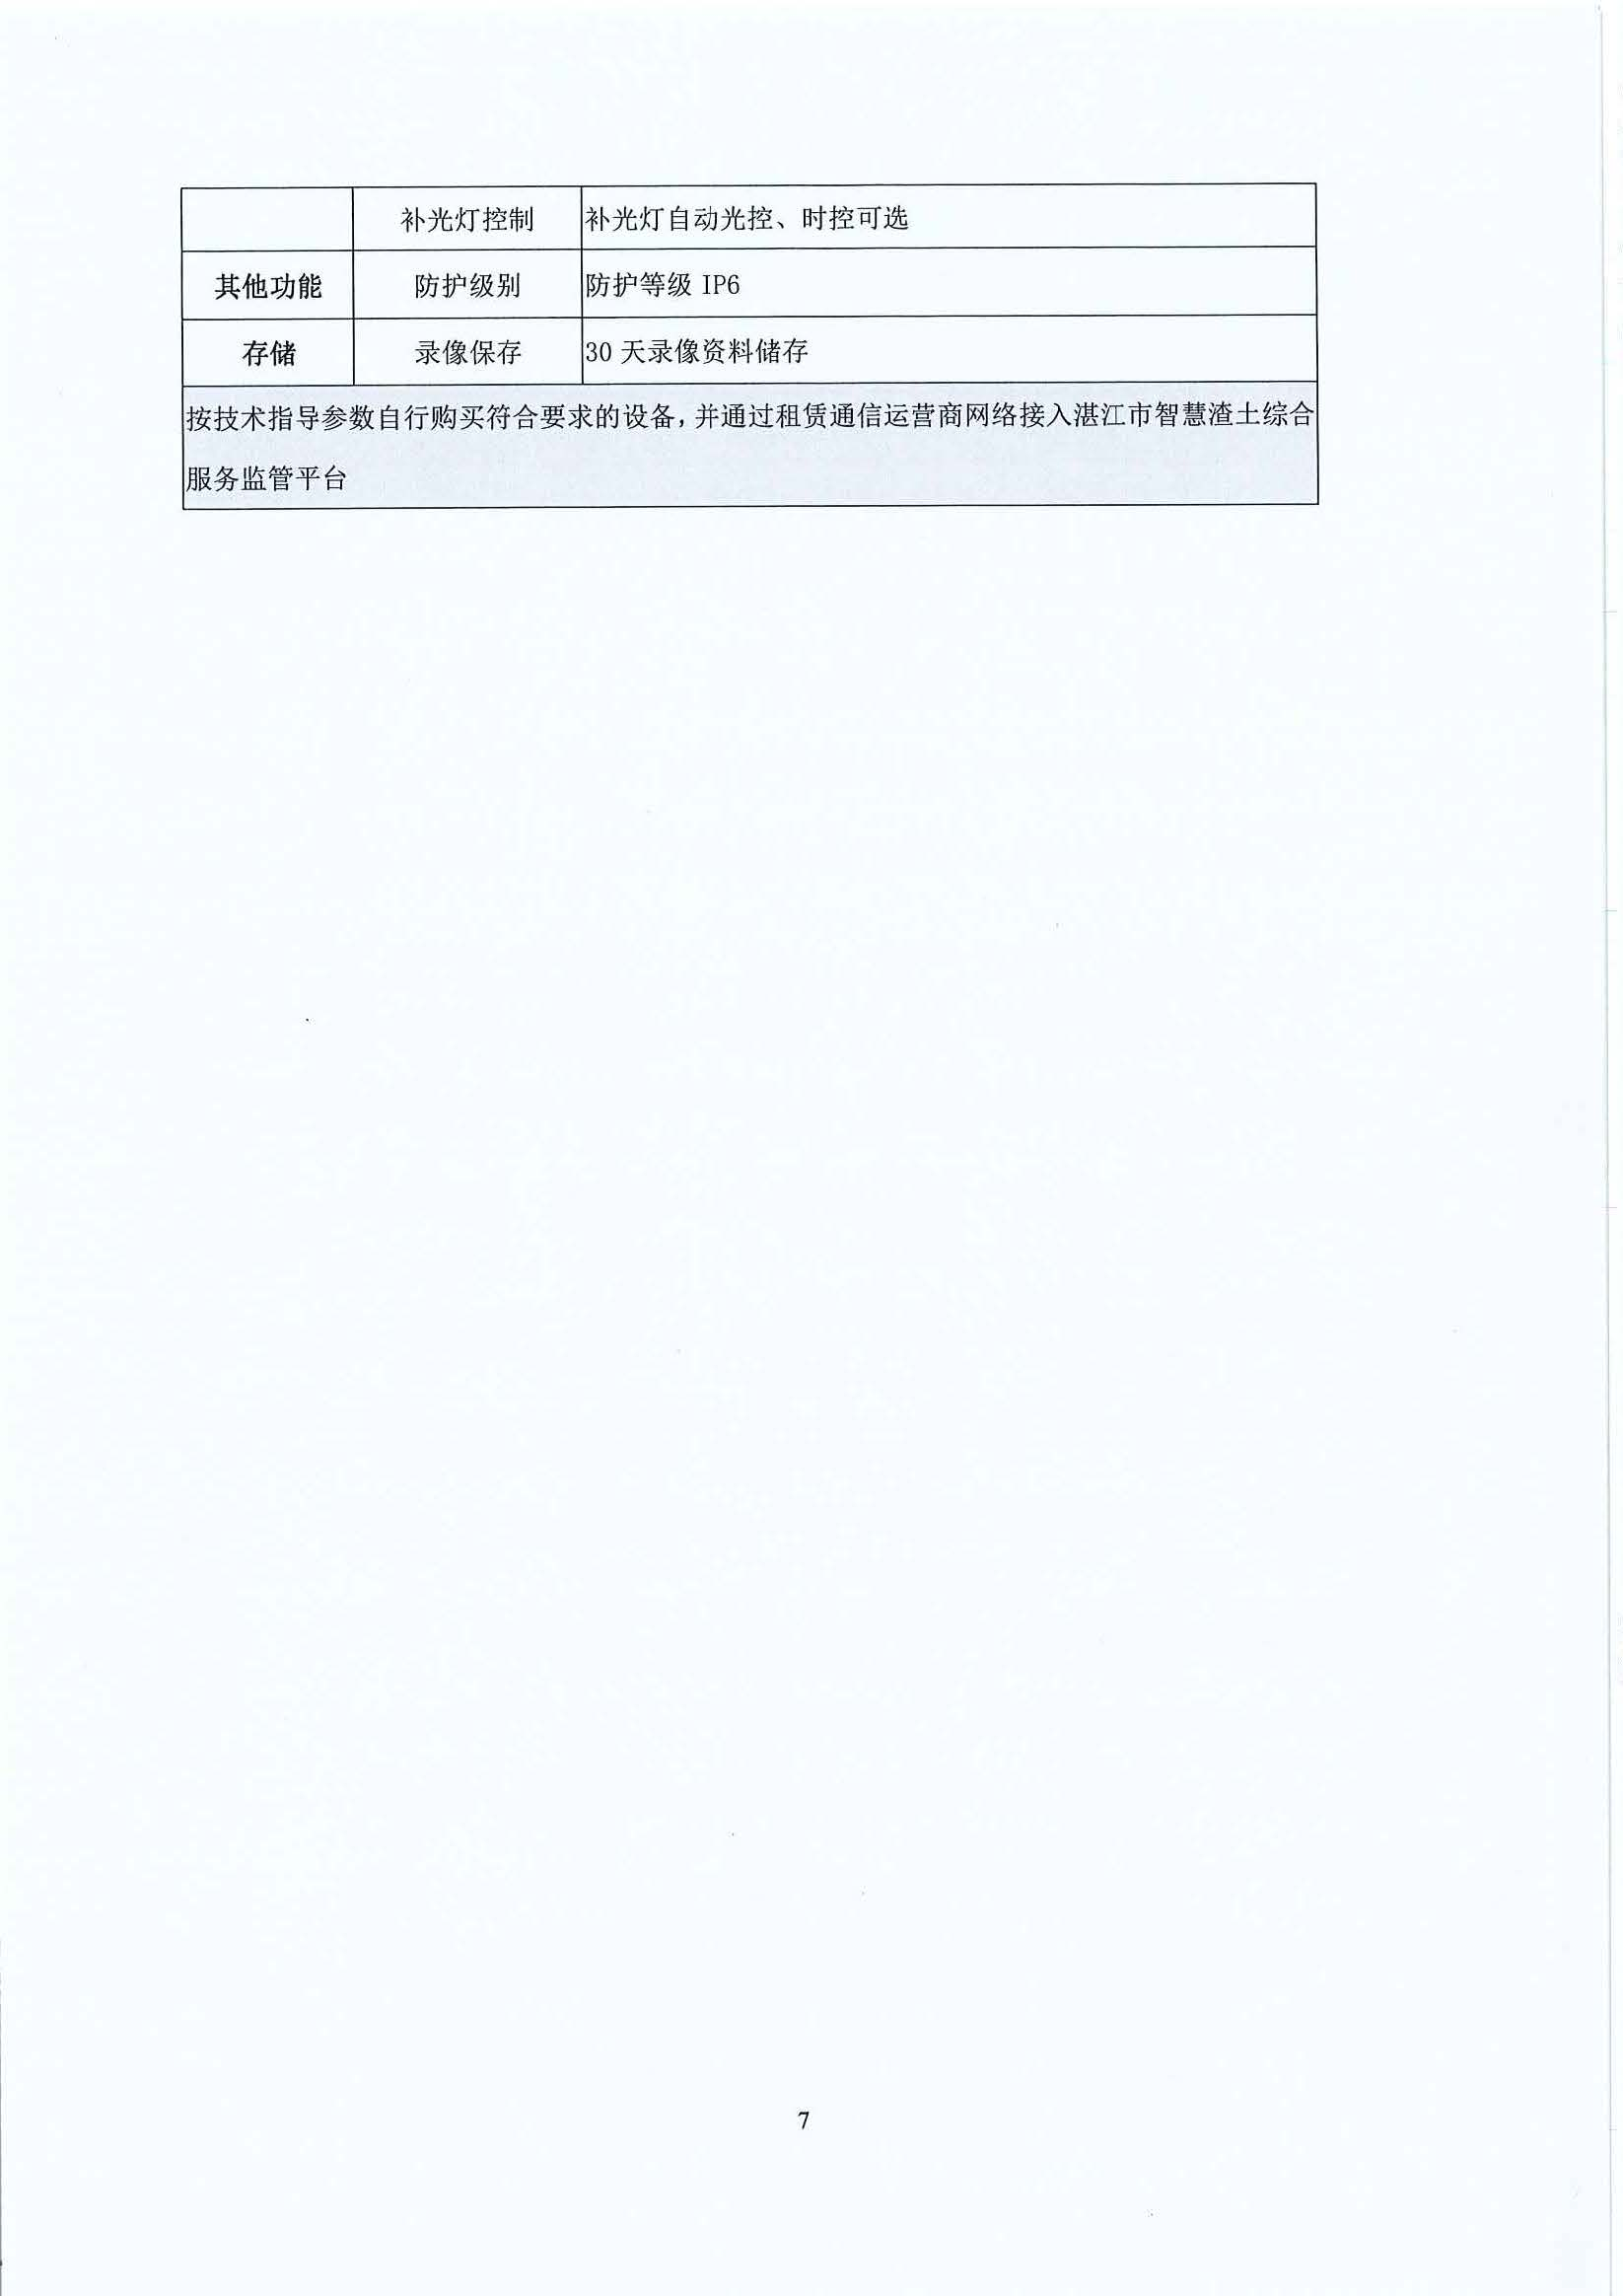 补光灯控制 补光灯自动光控、时控可选
其他功能 防护级别 防护等级 IP6
存储 录像保存 30 天录像资料储存
按技术指导参数自行购买符合要求的设备,并通过租赁通信运营商网络接入湛江市智慧渣土综合
服务监管平台
7